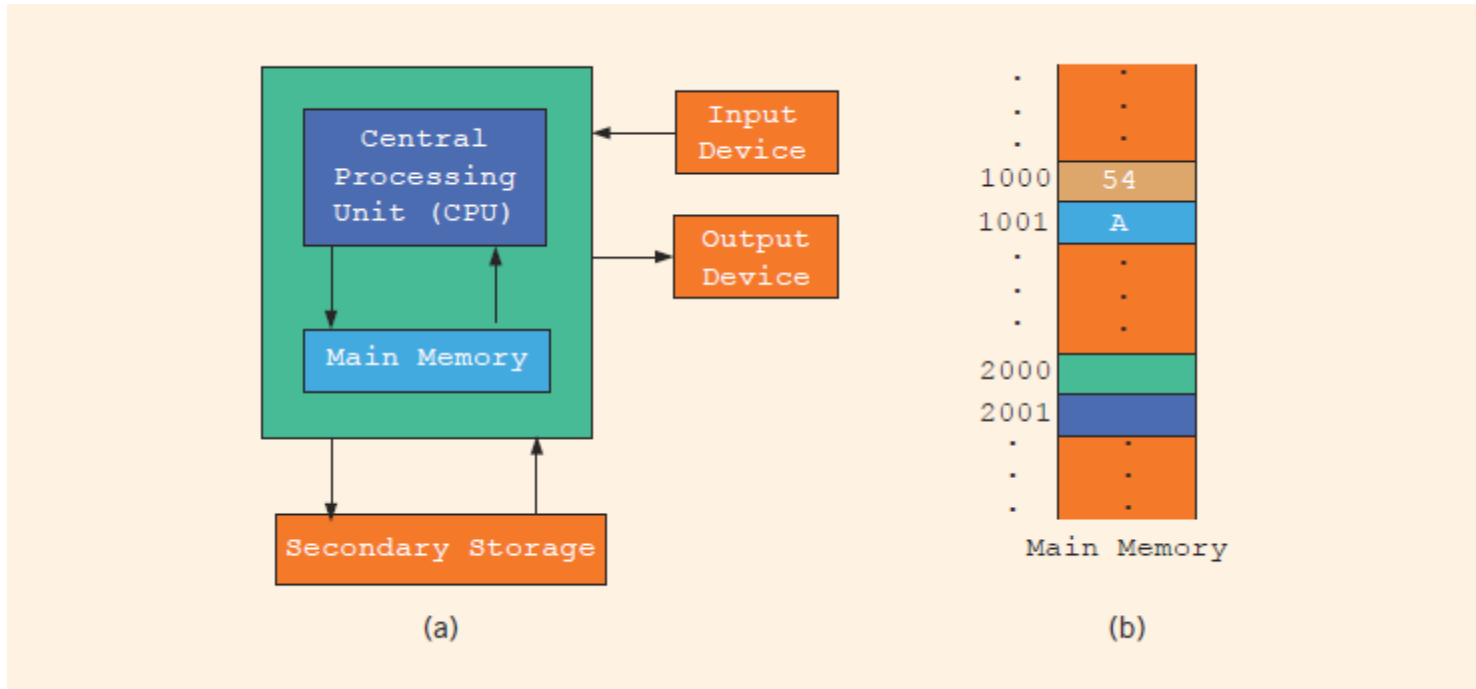 Central
Processing
Unit (CPU)
Main Memory
Secondary Storage
Input
Device
Output
Device
(a)
.
.
.
1000 54
1001 A
.
.
.
2000
2001
.
.
.
Main Memory
(b)